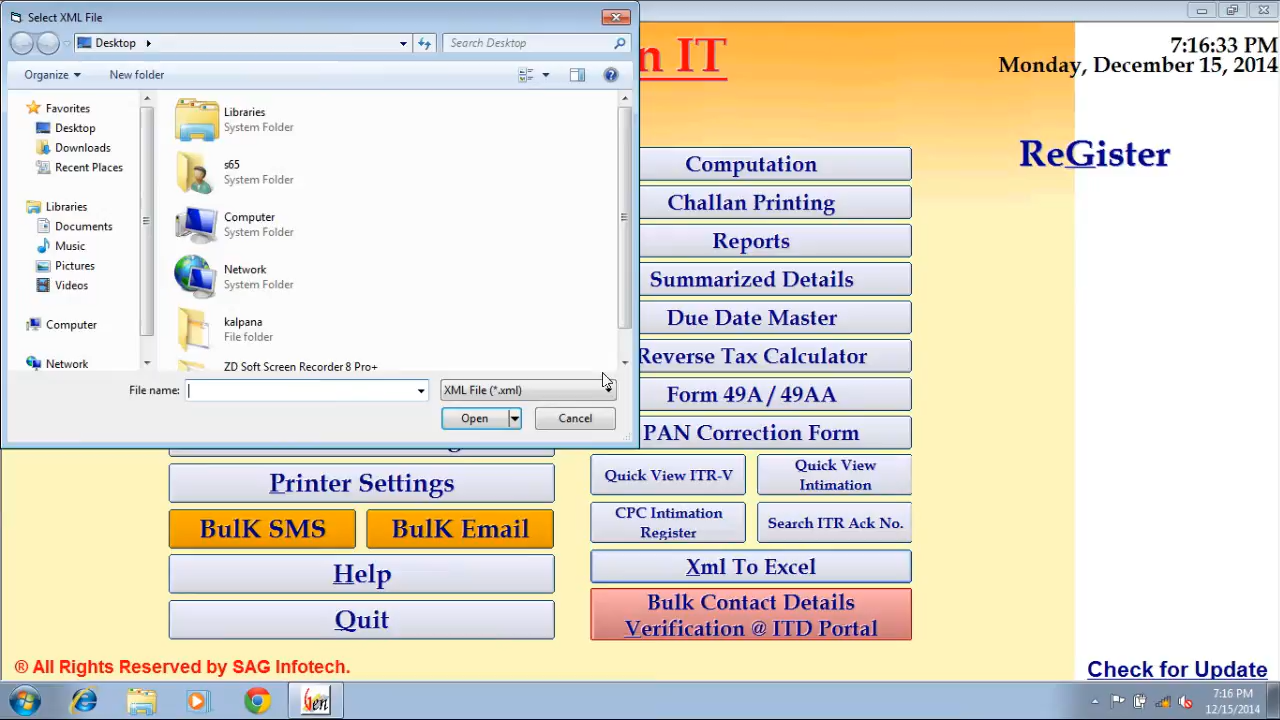 Select XML File
Desktop
Search Desktop
Organize
New folder
Favorites
Desktop
Downloads
Recent Places
Libraries
Documents
Music
Pictures
Videos
Computer
Network
Libraries
System Folder
s65
System Folder
Computer
System Folder
Network
System Folder
kalpana
File folder
ZD Soft Screen Recorder 8 Pro+
File name:
XML File (*.xml)
Open
Cancel
n IT
7:16:33 PM
Monday, December 15, 2014
ReGister
Computation
Challan Printing
Reports
Summarized Details
Due Date Master
Reverse Tax Calculator
Form 49A / 49AA
PAN Correction Form
Printer Settings
Quick View ITR-V
Quick View
Intimation
BulK SMS
BulK Email
CPC Intimation
Register
Search ITR Ack No.
Help
Xml To Excel
Quit
Bulk Contact Details
Verification @ ITD Portal
® All Rights Reserved by SAG Infotech.
Check for Update
Gen
7:16 PM
12/15/2014